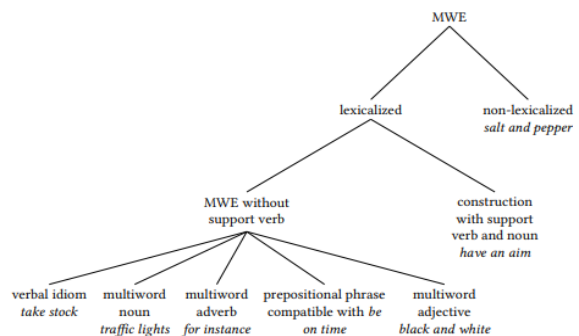 MWE
lexicalized
non-lexicalized
salt and pepper
MWE without
support verb
construction
with support
verb and noun
have an aim
verbal idiom
take stock
multiword
noun
traffic lights
multiword
adverb
for instance
prepositional phrase
compatible with be
on time
multiword
adjective
black and white